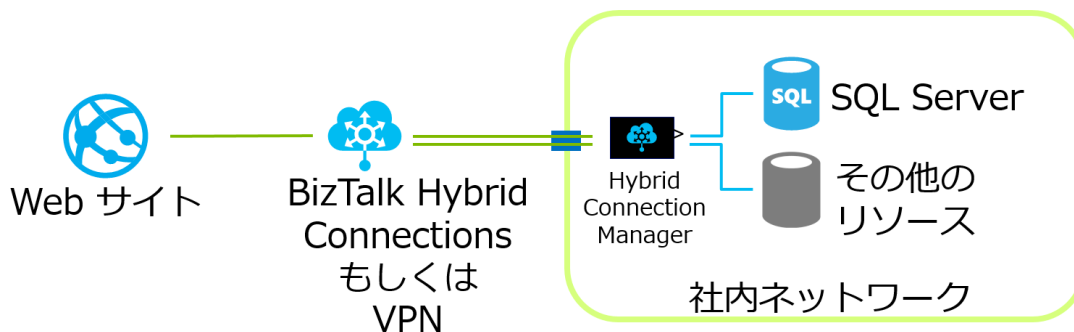 Web サイト
BizTalk Hybrid
Connections
もしくは
VPN
Hybrid
Connection
Manager
SQL
SQL Server
その他の
リソース
社内ネットワーク